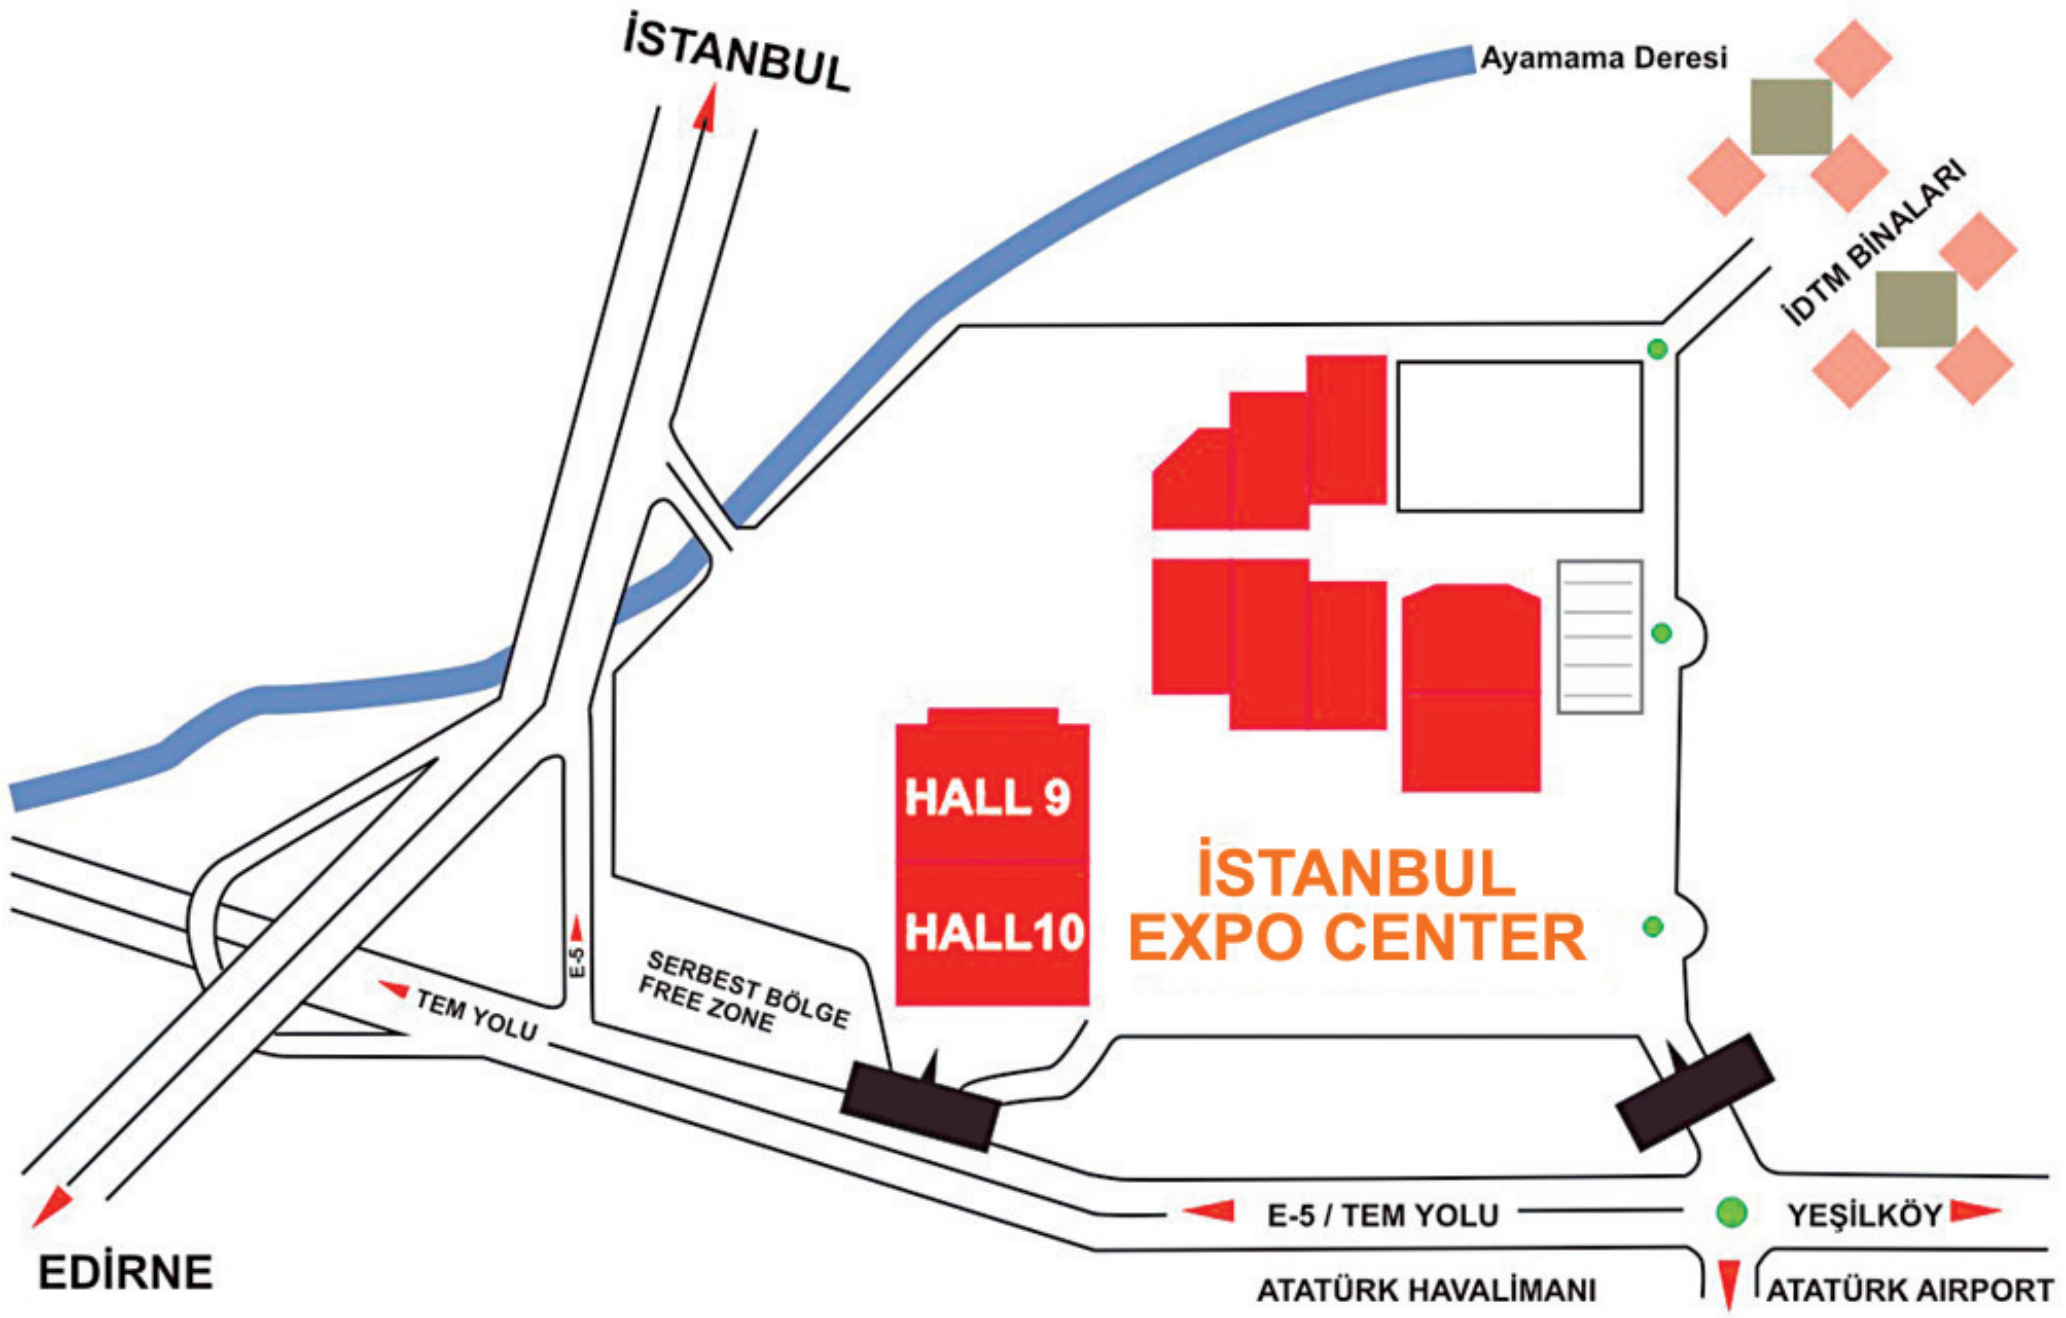 İSTANBUL
Ayamama Deresi
İDTM BİNALARI
HALL 9
HALL10
İSTANBUL
EXPO CENTER
E-5
SERBEST BÖLGE
FREE ZONE
TEM YOLU
E-5 / TEM YOLU
YEŞİLKÖY
EDİRNE
ATATÜRK HAVALİMANI
ATATÜRK AIRPORT